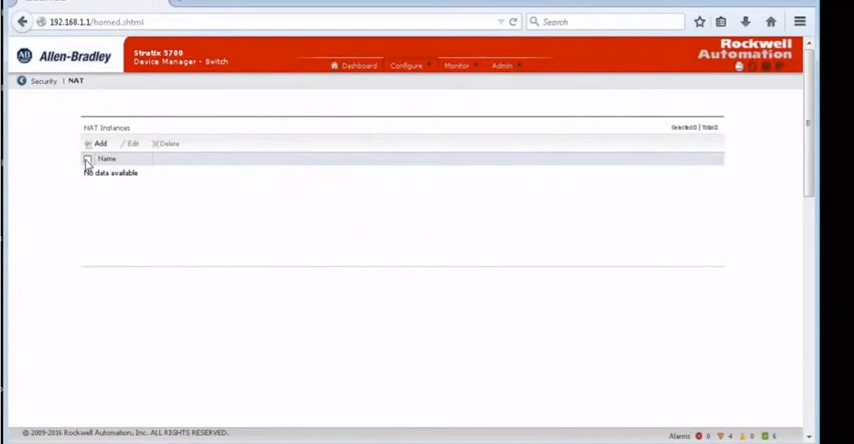 192.168.1.1/homed.shtml
Search
AB Allen-Bradley
Stratix 5700
Device Manager - Switch
Rockwell
Automation
Dashboard Configure Monitor Admin
Security | NAT
NAT Instances
Selected 0 | Total 0
Add Edit Delete
Name
No data available
© 2009-2016 Rockwell Automation, Inc. ALL RIGHTS RESERVED.
Alarms 0 4 0 6